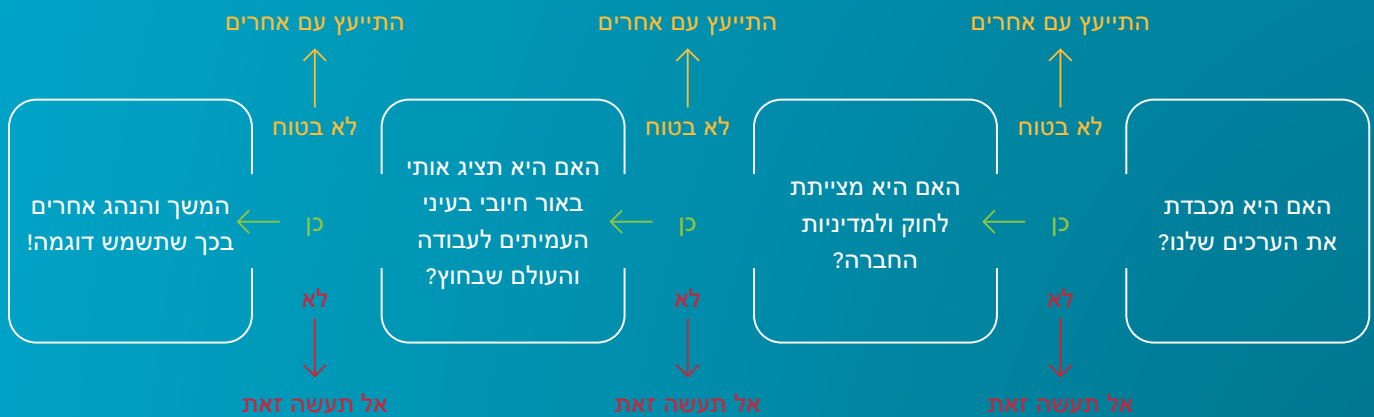 התייעץ עם אחרים
התייעץ עם אחרים
התייעץ עם אחרים
לא בטוח
לא בטוח
לא בטוח
האם היא מכבדת
את הערכים שלנו?
כן
האם היא מצייתת
לחוק ולמדיניות
החברה?
כן
האם היא תציג אותי
באור חיובי בעיני
העמיתים לעבודה
והעולם שבחוץ?
כן
המשך והנהג אחרים
בכך שתשמש דוגמה!
לא
לא
לא
אל תעשה זאת
אל תעשה זאת
אל תעשה זאת